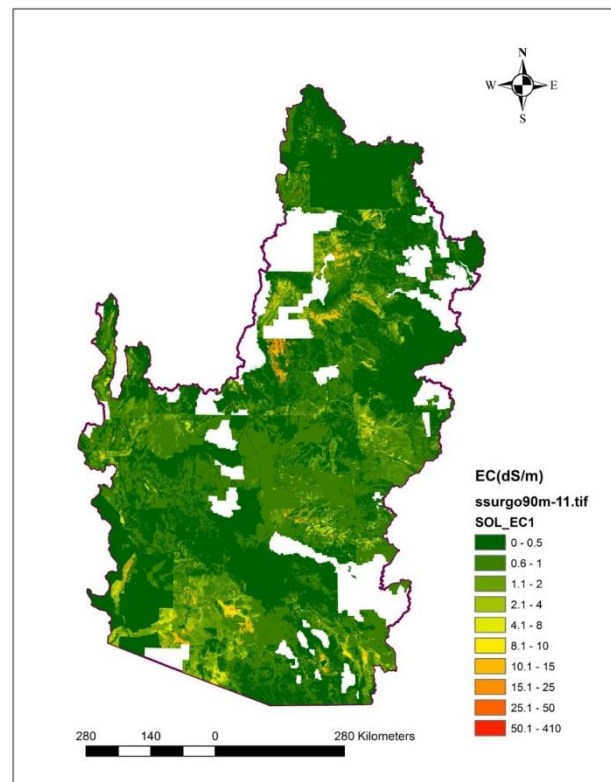 N
W E
S
EC(dS/m)
ssurgo90m-11.tif
SOL_EC1
0 - 0.5
0.6 - 1
1.1 - 2
2.1 - 4
4.1 - 8
8.1 - 10
10.1 - 15
15.1 - 25
25.1 - 50
50.1 - 410
280 140 0 280 Kilometers